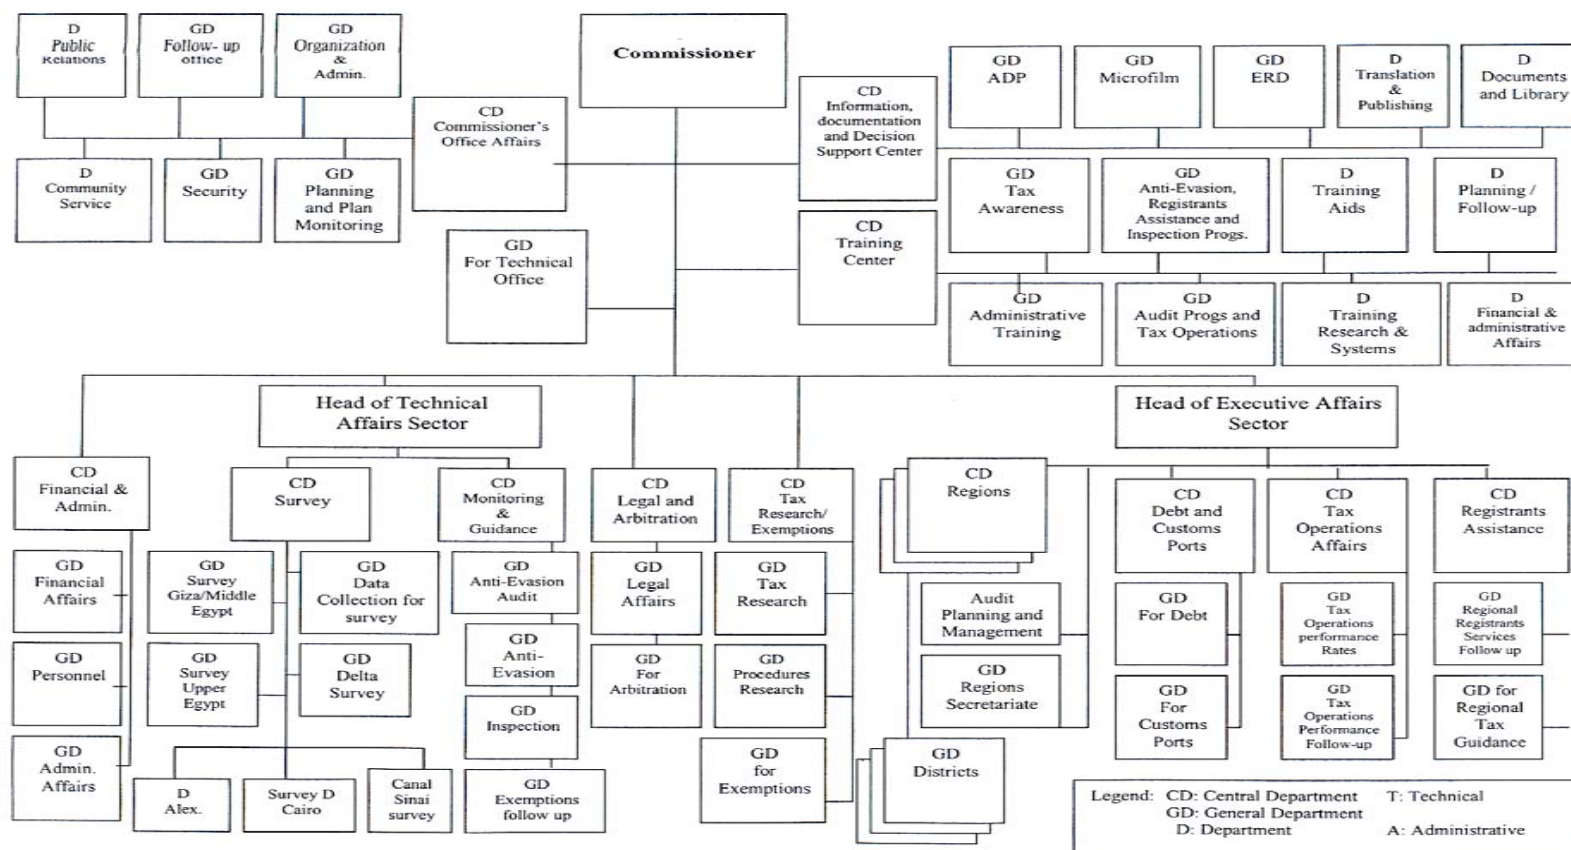 D
Public
Relations
GD
Follow- up
office
GD
Organization
&
Admin.
Commissioner
GD
ADP
GD
Microfilm
GD
ERD
D
Translation
&
Publishing
D
Documents
and Library
CD
Commissioner's
Office Affairs
CD
Information,
documentation
and Decision
Support Center
D
Community
Service
GD
Security
GD
Planning
and Plan
Monitoring
GD
Tax
Awareness
GD
Anti-Evasion,
Registrants
Assistance and
Inspection Progs.
D
Training
Aids
D
Planning /
Follow-up
GD
For Technical
Office
CD
Training
Center
GD
Administrative
Training
GD
Audit Progs and
Tax Operations
D
Training
Research &
Systems
D
Financial &
administrative
Affairs
Head of Technical
Affairs Sector
Head of Executive Affairs
Sector
CD
Financial &
Admin.
CD
Survey
CD
Monitoring
&
Guidance
CD
Legal and
Arbitration
CD
Tax
Research/
Exemptions
CD
Regions
CD
Debt and
Customs
Ports
CD
Tax
Operations
Affairs
CD
Registrants
Assistance
GD
Financial
Affairs
GD
Survey
Giza/Middle
Egypt
GD
Data
Collection for
survey
GD
Anti-Evasion
Audit
GD
Legal
Affairs
GD
Tax
Research
Audit
Planning and
Management
GD
For Debt
GD
Tax
Operations
performance
Rates
GD
Regional
Registrants
Services
Follow up
GD
Personnel
GD
Survey
Upper
Egypt
GD
Delta
Survey
GD
Anti-
Evasion
GD
For
Arbitration
GD
Procedures
Research
GD
Regions
Secretariate
GD
For
Customs
Ports
GD
Tax
Operations
Performance
Follow-up
GD for
Regional
Tax
Guidance
GD
Inspection
GD
Admin.
Affairs
D
Alex.
Survey D
Cairo
Canal
Sinai
survey
GD
Exemptions
follow up
GD
for
Exemptions
GD
Districts
Legend: CD: Central Department T: Technical
GD: General Department
D: Department A: Administrative